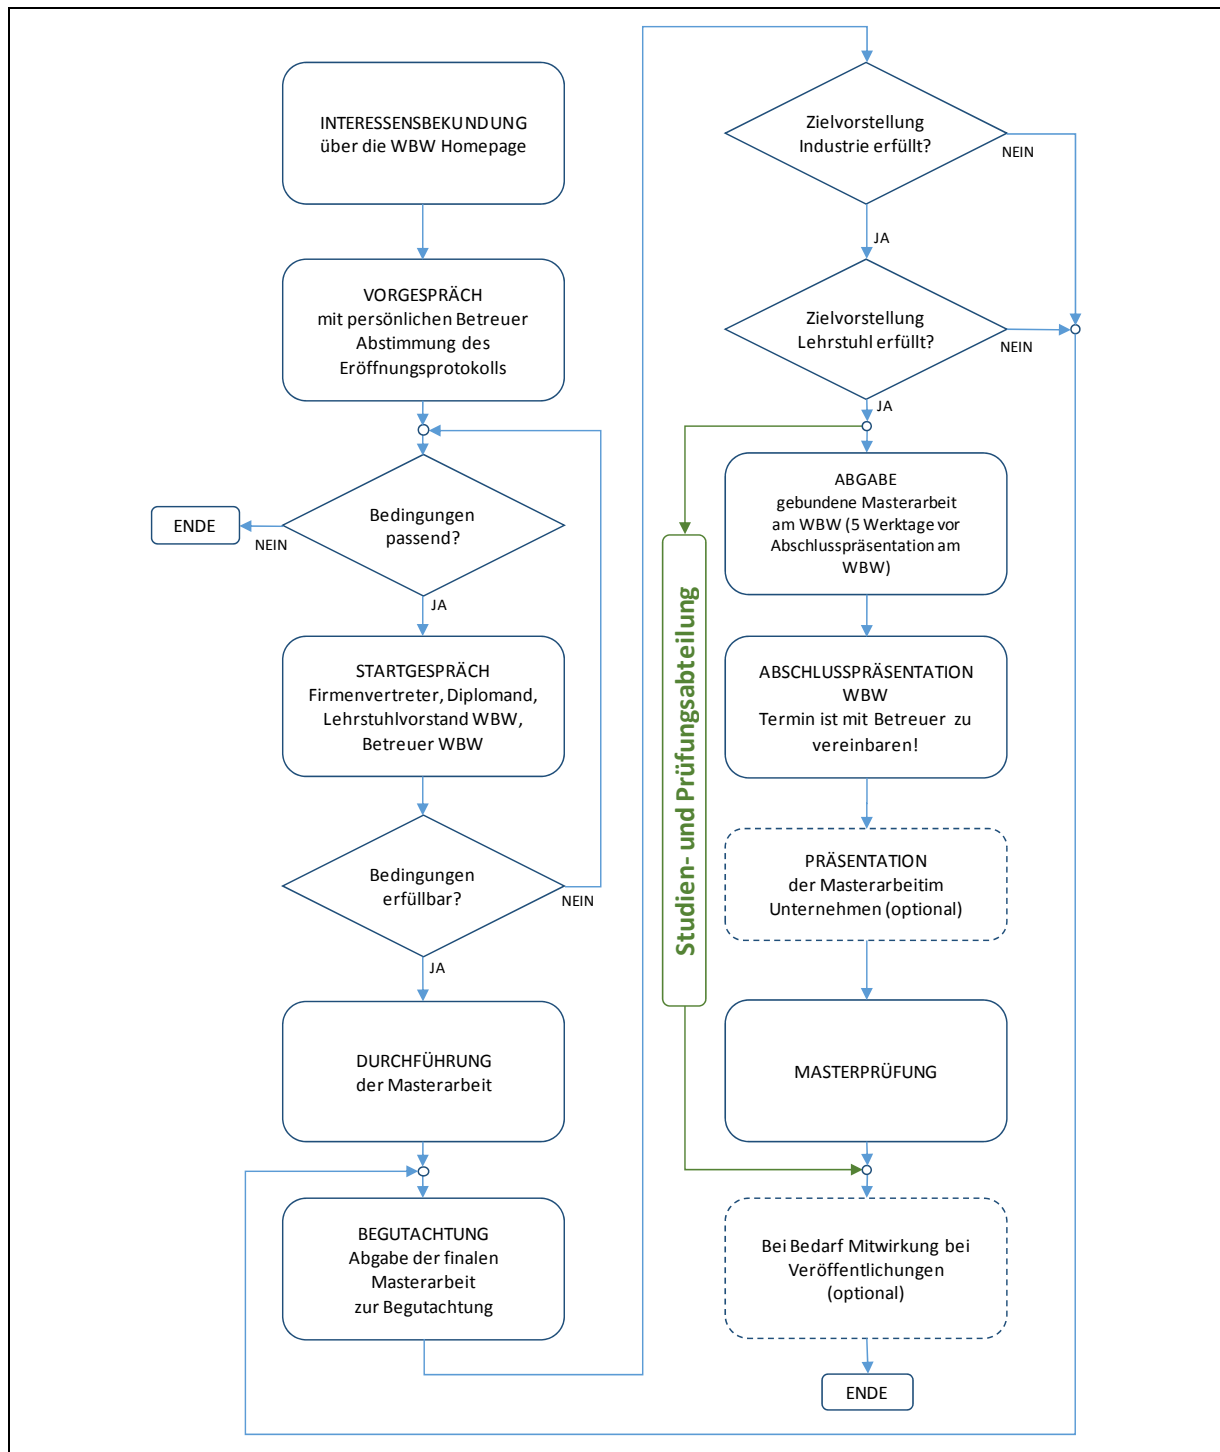 INTERESSENSBEKUNDUNG
über die WBW Homepage
VORGESPRÄCH
mit persönlichen Betreuer
Abstimmung des
Eröffnungsprotokolls
Bedingungen
passend?
NEIN
ENDE
JA
STARTGESPRÄCH
Firmenvertreter, Diplomand,
Lehrstuhlvorstand WBW,
Betreuer WBW
Bedingungen
erfüllbar?
NEIN
JA
DURCHFÜHRUNG
der Masterarbeit
BEGUTACHTUNG
Abgabe der finalen
Masterarbeit
zur Begutachtung
Zielvorstellung
Industrie erfüllt?
NEIN
JA
Zielvorstellung
Lehrstuhl erfüllt?
NEIN
JA
Studien- und Prüfungsabteilung
ABGABE
gebundene Masterarbeit
am WBW (5 Werktage vor
Abschlusspräsentation am
WBW)
ABSCHLUSSPRÄSENTATION
WBW
Termin ist mit Betreuer zu
vereinbaren!
PRÄSENTATION
der Masterarbeitim
Unternehmen (optional)
MASTERPRÜFUNG
Bei Bedarf Mitwirkung bei
Veröffentlichungen
(optional)
ENDE